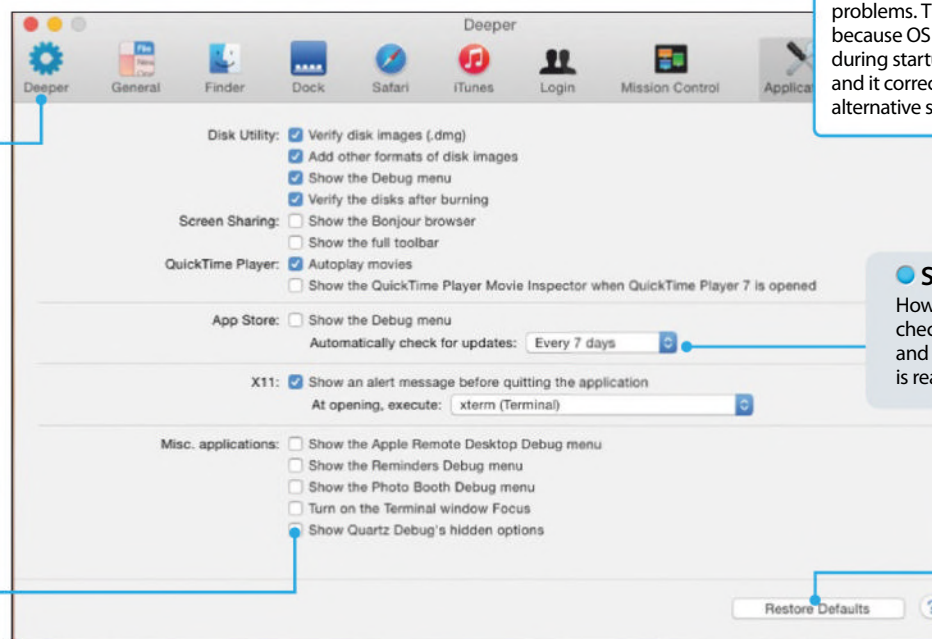 Deeper
Deeper General Finder Dock Safari iTunes Login Mission Control
Disk Utility: Verify disk images (.dmg)
Add other formats of disk images
Show the Debug menu
Verify the disks after burning
Screen Sharing: Show the Bonjour browser
Show the full toolbar
QuickTime Player: Autoplay movies
Show the QuickTime Player Movie Inspector when QuickTime Player 7 is opened
App Store: Show the Debug menu
Automatically check for updates: Every 7 days
X11: Show an alert message before quitting the application
At opening, execute: xterm (Terminal)
Misc. applications: Show the Apple Remote Desktop Debug menu
Show the Reminders Debug menu
Show the Photo Booth Debug menu
Turn on the Terminal window Focus
Show Quartz Debug's hidden options
Restore Defaults ?
problems.
because OS
during
and it
alternative
How
and
is